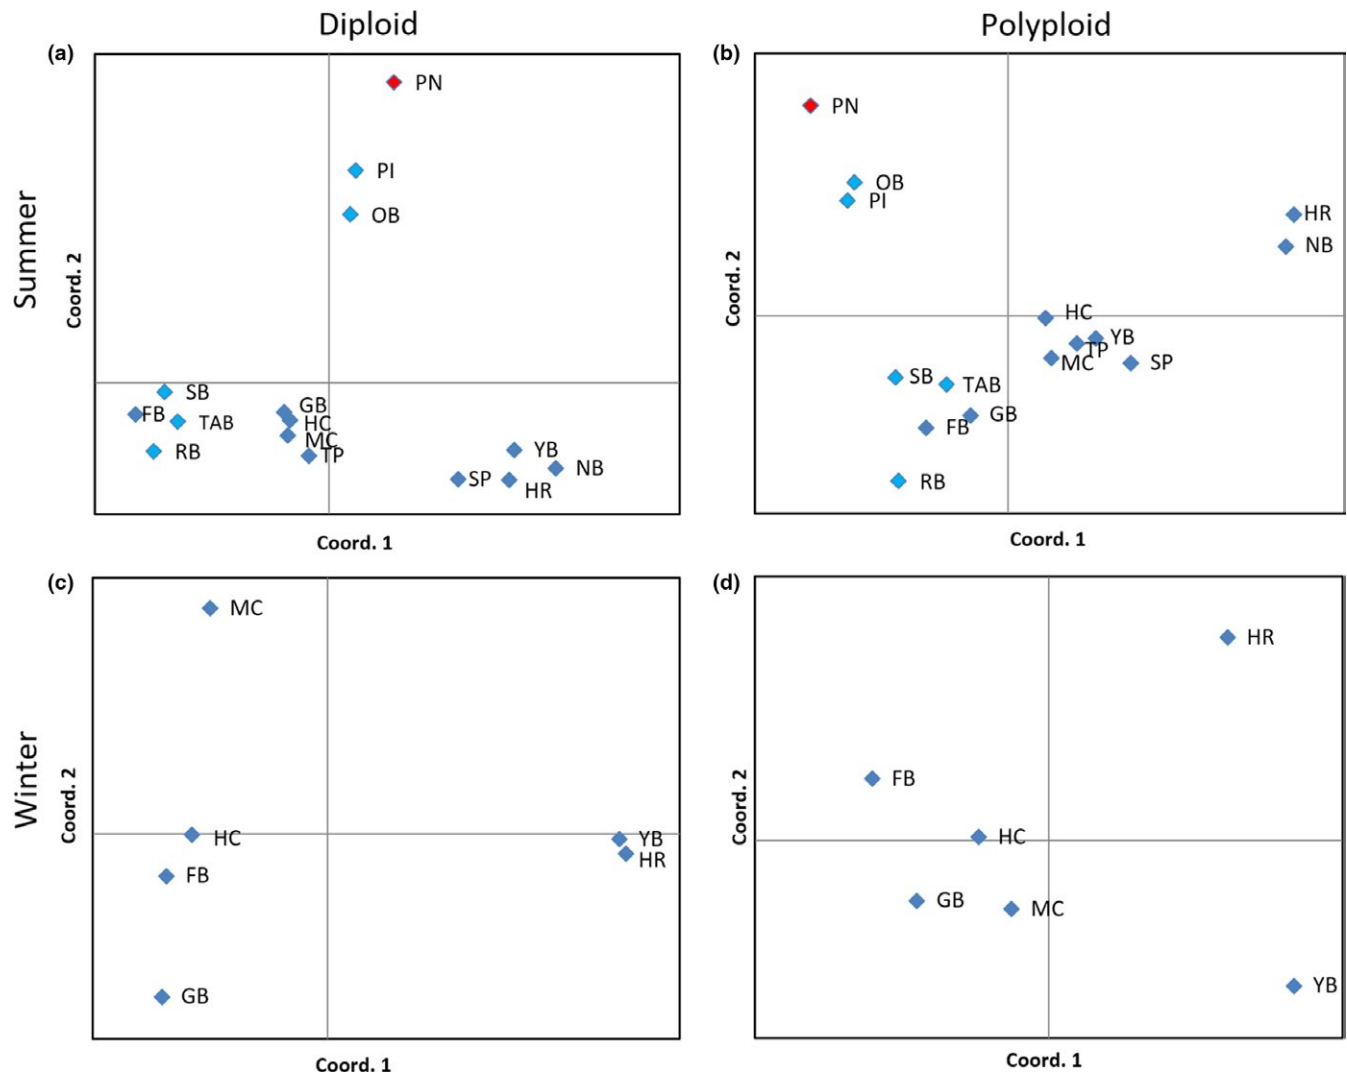 Diploid
Polyploid
(a)
PN
PI
OB
SB
FB
TAB
RB
GB
HC
MC
TP
YB
NB
SP
HR
Summer
Coord. 2
Coord. 1
(b)
PN
OB
PI
HR
NB
HC
YB
TP
MC
SP
SB
TAB
GB
FB
RB
Coord. 2
Coord. 1
(c)
MC
HC
FB
GB
YB
HR
Winter
Coord. 2
Coord. 1
(d)
HR
FB
HC
GB
MC
YB
Coord. 2
Coord. 1